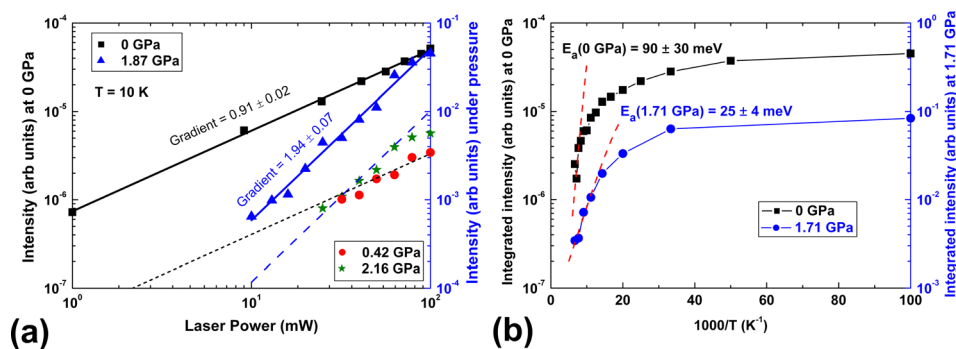 Intensity (arb units) at 0 GPa
10⁻⁴
10⁻⁵
10⁻⁶
10⁻⁷
0 GPa
1.87 GPa
T = 10 K
Gradient = 0.91 ± 0.02
Gradient = 1.94 ± 0.07
0.42 GPa
2.16 GPa
10⁰
10¹
10²
Laser Power (mW)
10⁻¹
10⁻²
10⁻³
10⁻⁴
Intensity (arb units) under pressure
(a)
Integrated intensity (arb units) at 0 GPa
10⁻⁴
10⁻⁵
10⁻⁶
10⁻⁷
Eₐ(0 GPa) = 90 ± 30 meV
Eₐ(1.71 GPa) = 25 ± 4 meV
0 GPa
1.71 GPa
0
20
40
60
80
100
1000/T (K⁻¹)
10⁰
10⁻¹
10⁻²
10⁻³
Integrated intensity (arb units) at 1.71 GPa
(b)